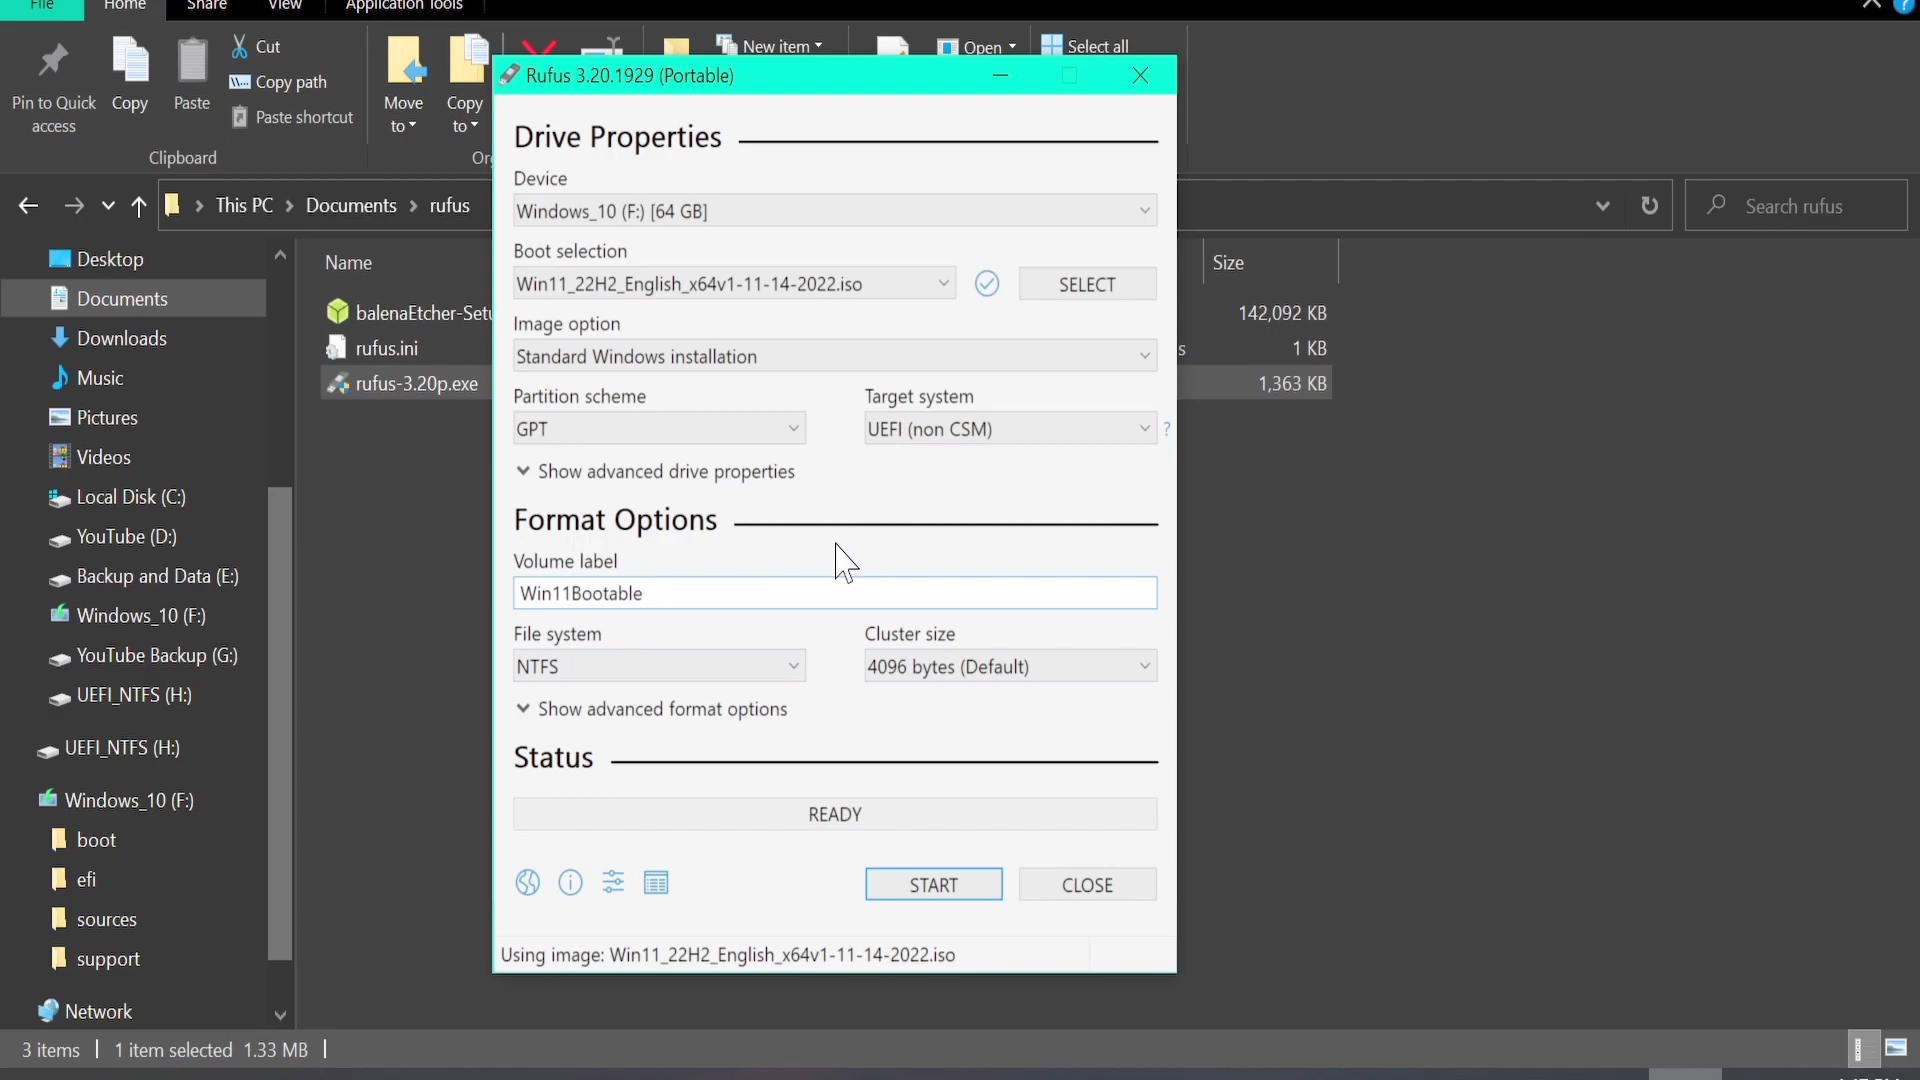 File Home Share View Application Tools
Pin to Quick access
Copy
Paste
Cut
Copy path
Paste shortcut
Clipboard
Move to
Copy to
New item
Open
Select all
This PC > Documents > rufus
Search rufus
Desktop
Documents
Downloads
Music
Pictures
Videos
Local Disk (C:)
YouTube (D:)
Backup and Data (E:)
Windows_10 (F:)
YouTube Backup (G:)
UEFI_NTFS (H:)
UEFI_NTFS (H:)
Windows_10 (F:)
boot
efi
sources
support
Network
Name
Size
balenaEtcher-Setu
142,092 KB
rufus.ini
s
1 KB
rufus-3.20p.exe
1,363 KB
Rufus 3.20.1929 (Portable)
Drive Properties
Device
Windows_10 (F:) [64 GB]
Boot selection
Win11_22H2_English_x64v1-11-14-2022.iso
SELECT
Image option
Standard Windows installation
Partition scheme
Target system
GPT
UEFI (non CSM)
?
Show advanced drive properties
Format Options
Volume label
Win11Bootable
File system
Cluster size
NTFS
4096 bytes (Default)
Show advanced format options
Status
READY
START
CLOSE
Using image: Win11_22H2_English_x64v1-11-14-2022.iso
3 items
1 item selected 1.33 MB